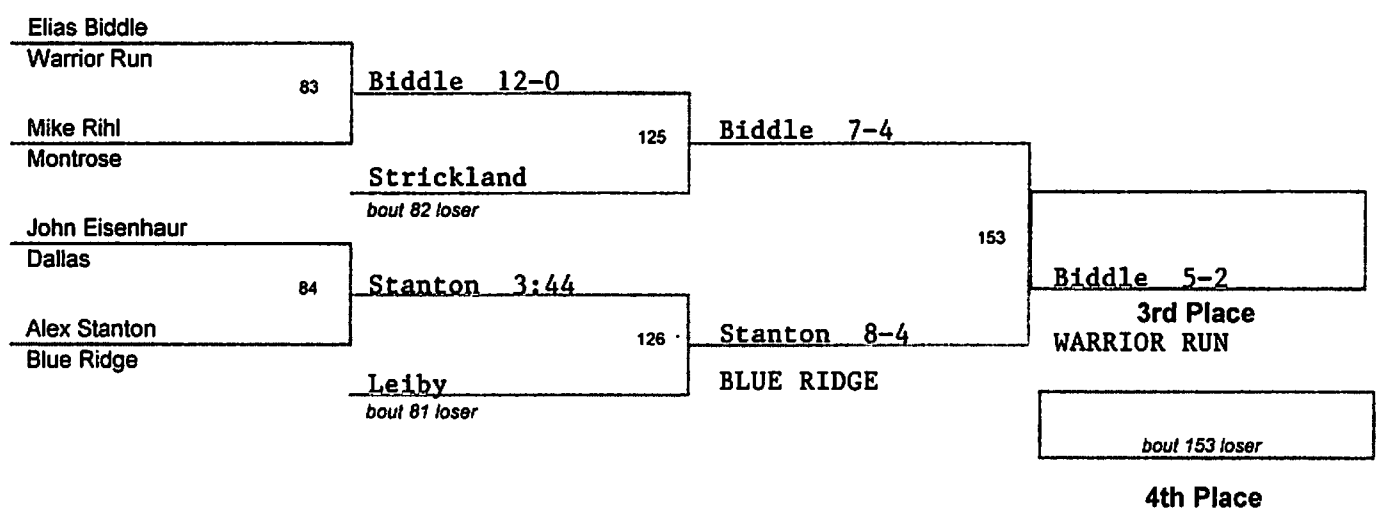 Elias Biddle
Warrior Run
83
Biddle 12-0
Mike Rihl
Montrose
125
Biddle 7-4
Strickland
bout 82 loser
John Eisenhaur
Dallas
153
84
Stanton 3:44
Biddle 5-2
3rd Place
WARRIOR RUN
Alex Stanton
Blue Ridge
126
Stanton 8-4
BLUE RIDGE
Leiby
bout 81 loser
bout 153 loser
4th Place